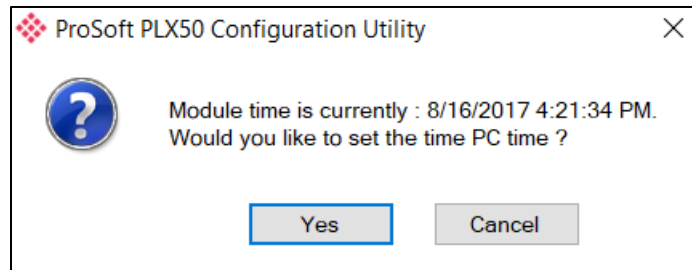 ProSoft PLX50 Configuration Utility
Module time is currently : 8/16/2017 4:21:34 PM.
Would you like to set the time PC time ?
Yes
Cancel